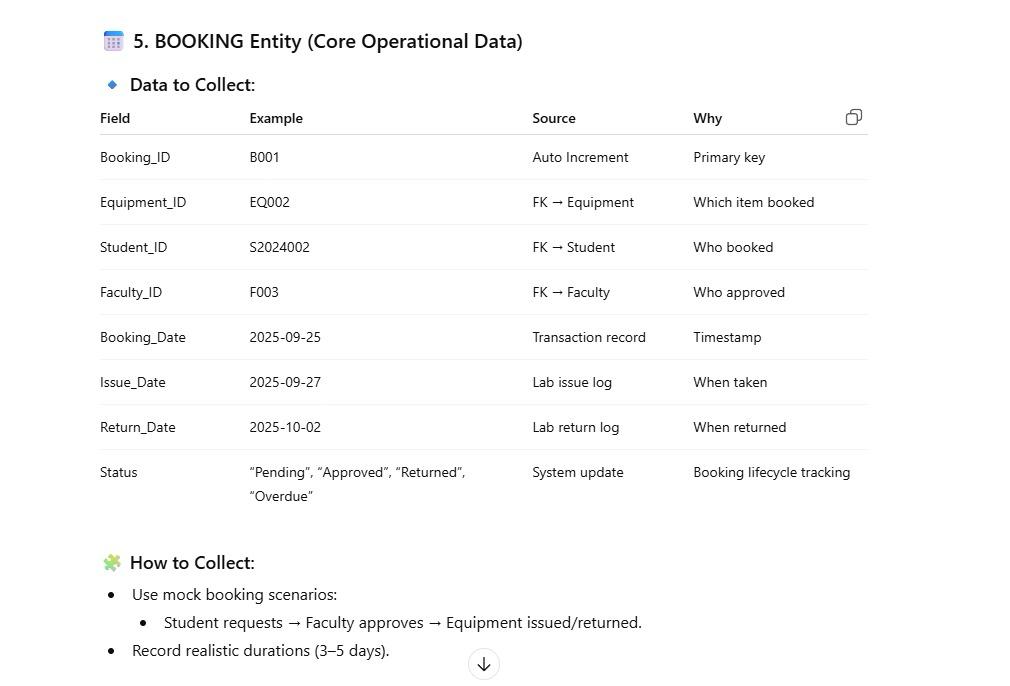 5. BOOKING Entity (Core Operational Data)
Data to Collect:
Field Example Source Why
Booking_ID B001 Auto Increment Primary key
Equipment_ID EQ002 FK → Equipment Which item booked
Student_ID S2024002 FK → Student Who booked
Faculty_ID F003 FK → Faculty Who approved
Booking_Date 2025-09-25 Transaction record Timestamp
Issue_Date 2025-09-27 Lab issue log When taken
Return_Date 2025-10-02 Lab return log When returned
Status “Pending”, “Approved”, “Returned”, System update Booking lifecycle tracking
“Overdue”
How to Collect:
• Use mock booking scenarios:
• Student requests → Faculty approves → Equipment issued/returned.
• Record realistic durations (3–5 days).